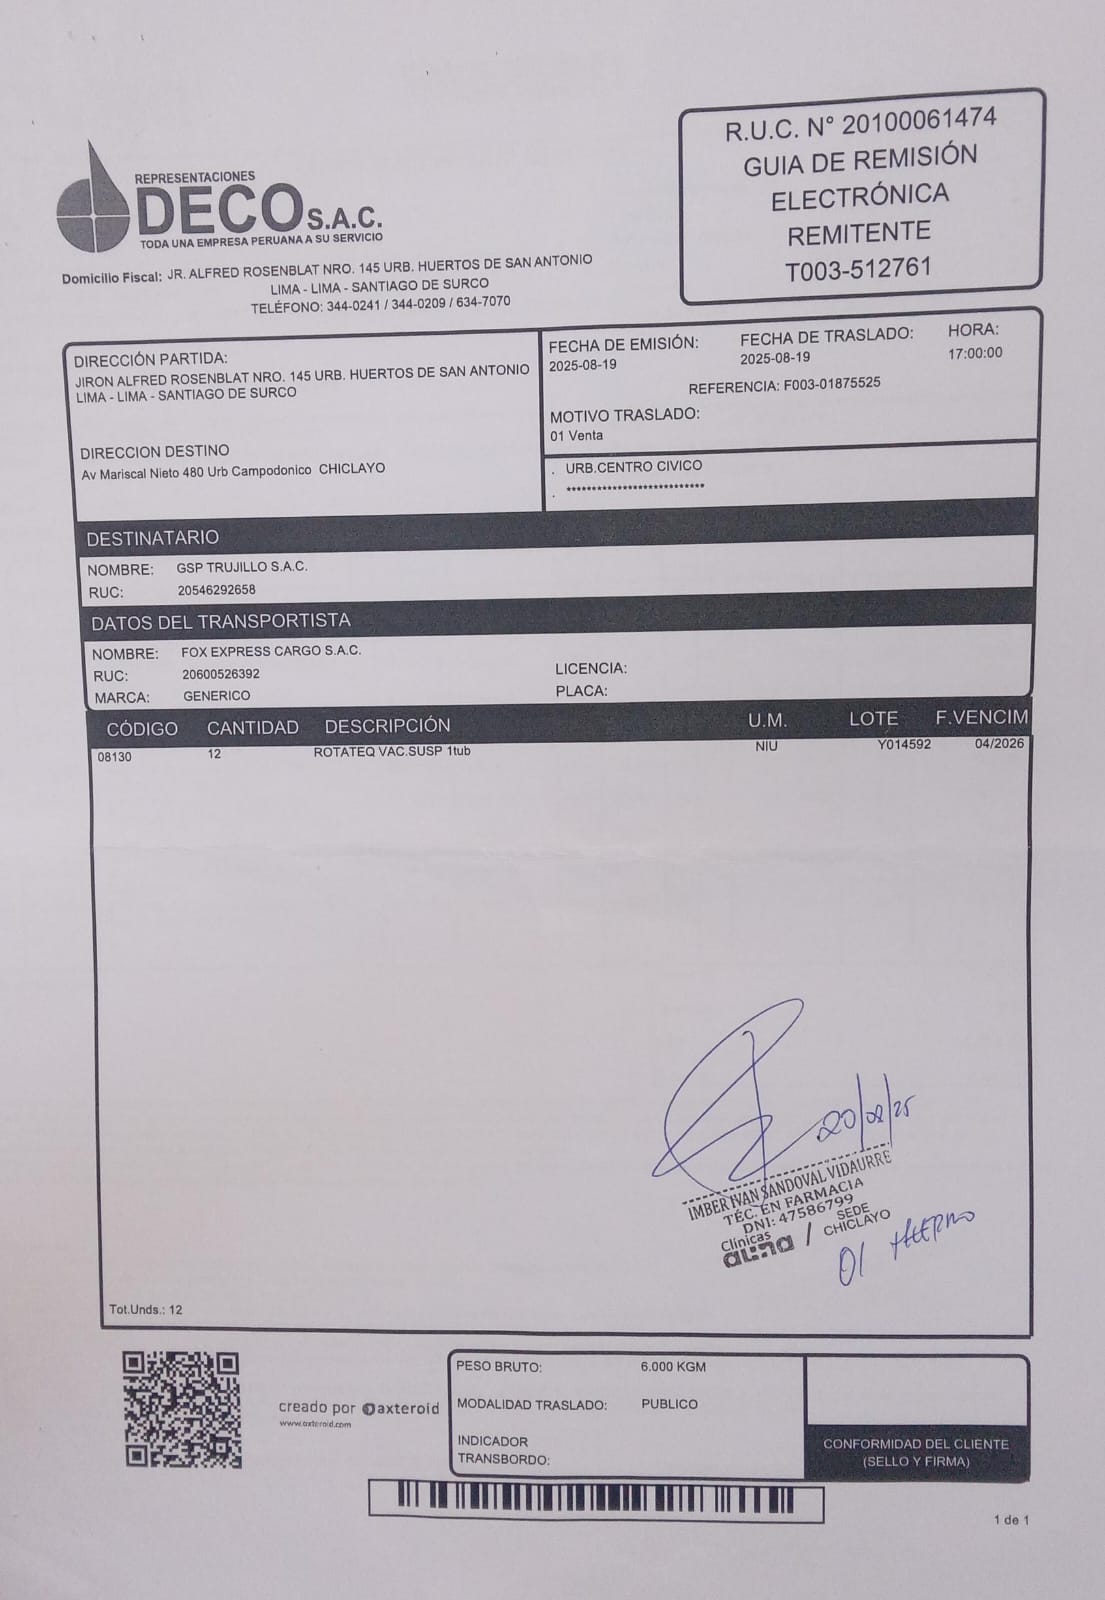 R.U.C. N° 20100061474
GUIA DE REMISIÓN
ELECTRÓNICA
REMITENTE
T003-512761
REPRESENTACIONES
DECO S.A.C.
TODA UNA EMPRESA PERUANA A SU SERVICIO
Domicilio Fiscal: JR. ALFRED ROSENBLAT NRO. 145 URB. HUERTOS DE SAN ANTONIO
LIMA - LIMA - SANTIAGO DE SURCO
TELÉFONO: 344-0241 / 344-0209 / 634-7070
DIRECCIÓN PARTIDA:
JIRON ALFRED ROSENBLAT NRO. 145 URB. HUERTOS DE SAN ANTONIO
LIMA - LIMA - SANTIAGO DE SURCO
DIRECCION DESTINO
Av Mariscal Nieto 480 Urb Campodonico CHICLAYO
FECHA DE EMISIÓN: FECHA DE TRASLADO: HORA:
2025-08-19 2025-08-19 17:00:00
REFERENCIA: F003-01875525
MOTIVO TRASLADO:
01 Venta
. URB.CENTRO CIVICO
. ****************************
DESTINATARIO
NOMBRE: GSP TRUJILLO S.A.C.
RUC: 20546292658
DATOS DEL TRANSPORTISTA
NOMBRE: FOX EXPRESS CARGO S.A.C.
RUC: 20600526392 LICENCIA:
MARCA: GENERICO PLACA:
CÓDIGO CANTIDAD DESCRIPCIÓN U.M. LOTE F.VENCIM
08130 12 ROTATEQ VAC.SUSP 1tub NIU Y014592 04/2026
20/08/25
IMBER IVAN SANDOVAL VIDAURRE
TÉC. EN FARMACIA
DNI: 47586799
Clínicas auna / SEDE CHICLAYO
01 tHERMO
Tot.Unds.: 12
creado por axteroid
www.axteroid.com
PESO BRUTO: 6.000 KGM
MODALIDAD TRASLADO: PUBLICO
INDICADOR
TRANSBORDO:
CONFORMIDAD DEL CLIENTE
(SELLO Y FIRMA)
1 de 1